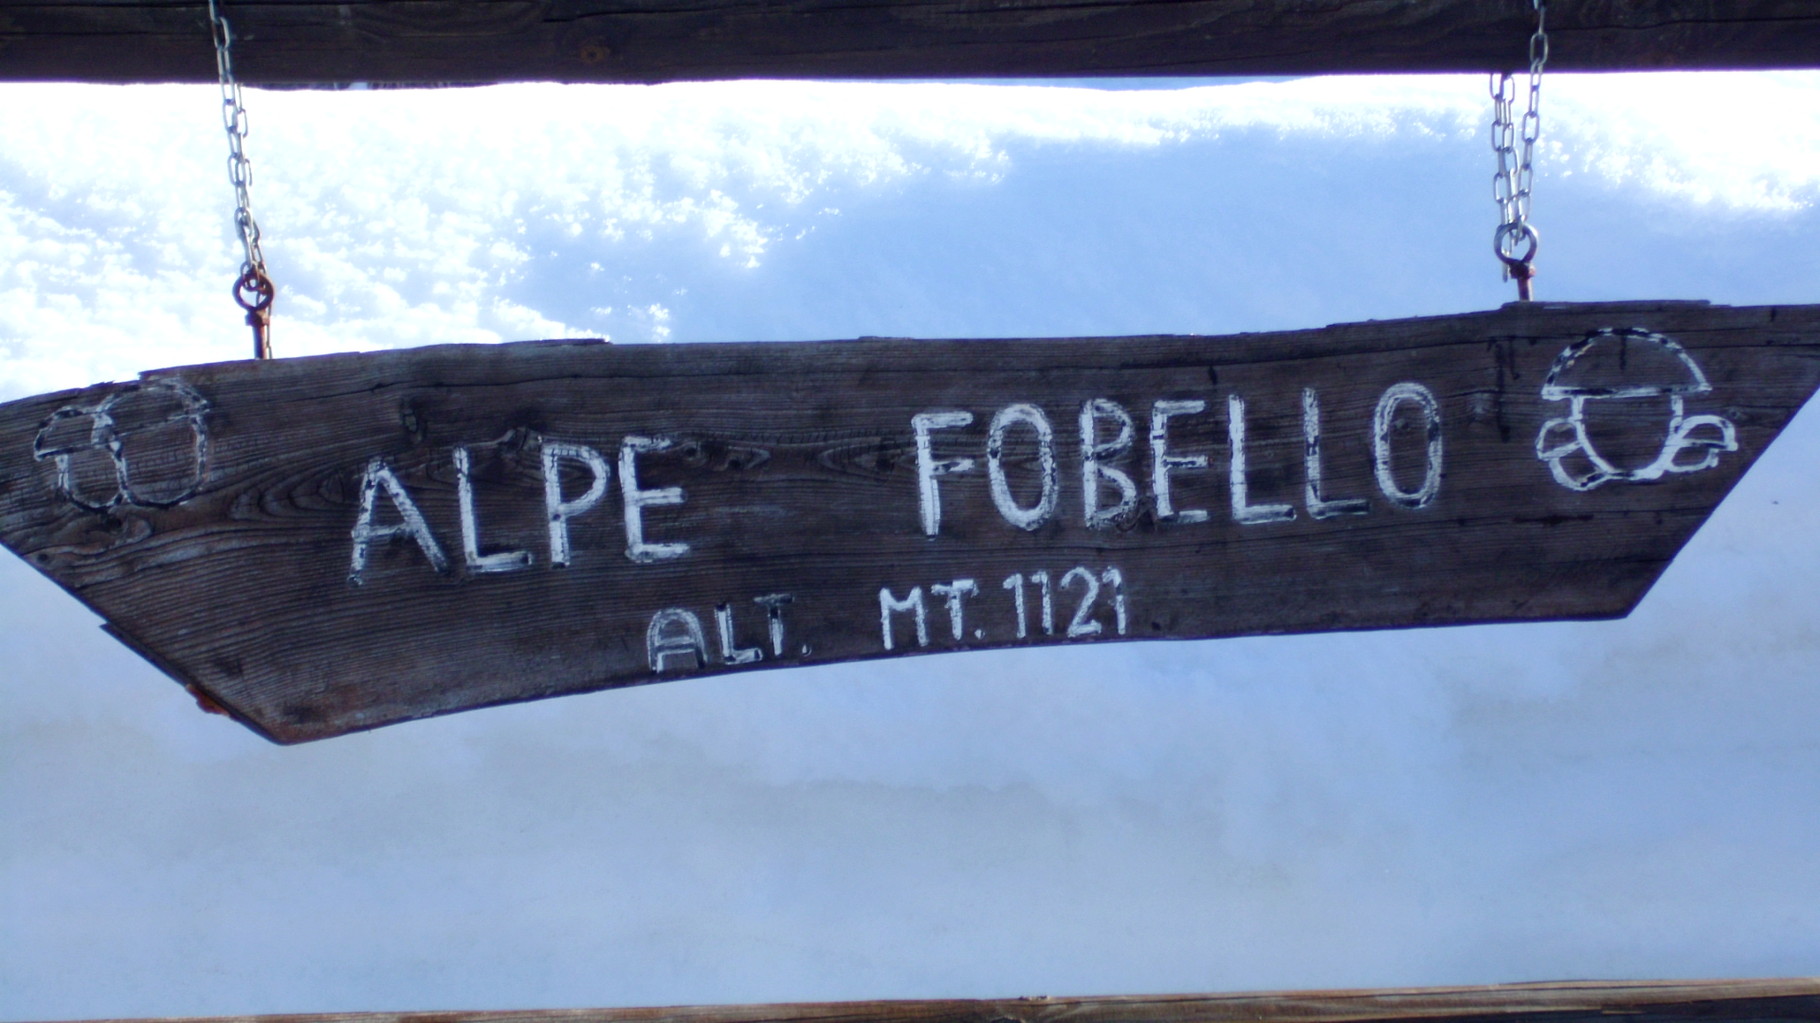 ALPE FOBELLO
ALT. MT. 1121